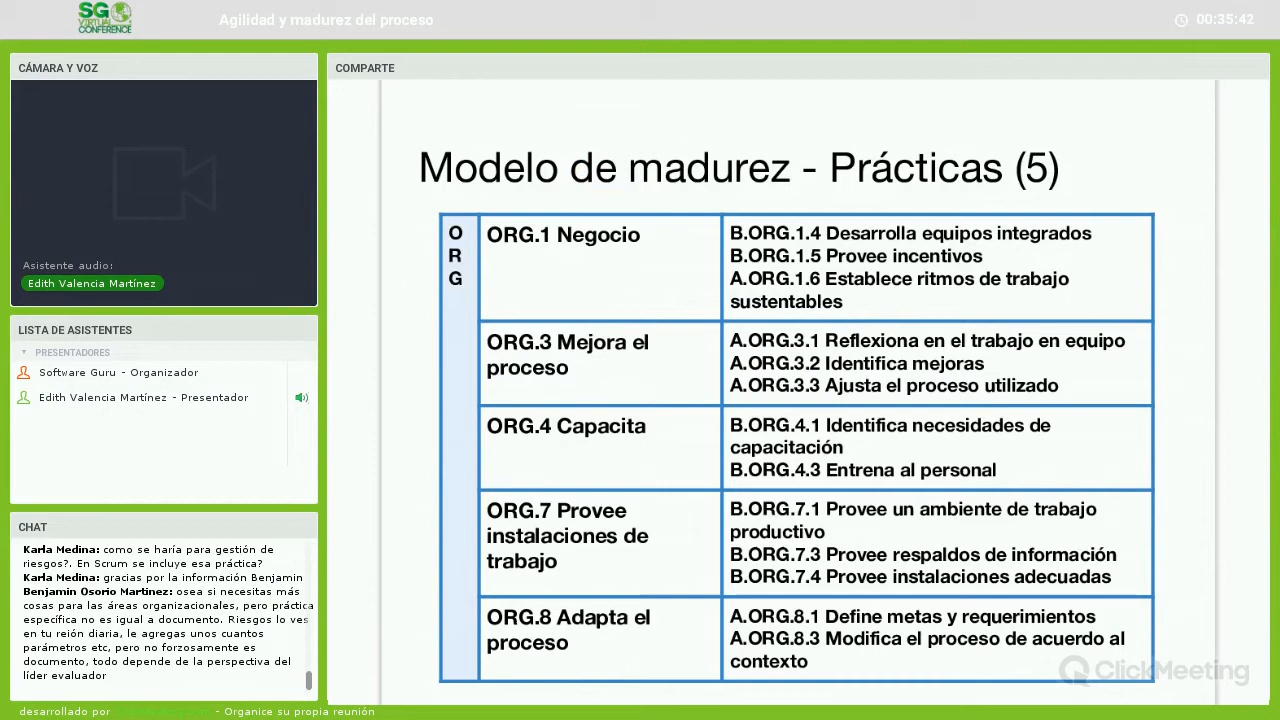 SG
VIRTUAL
CONFERENCE
Agilidad y madurez del proceso
00:35:42
CÁMARA Y VOZ
Asistente audio:
Edith Valencia Martínez
LISTA DE ASISTENTES
PRESENTADORES
Software Guru - Organizador
Edith Valencia Martínez - Presentador
CHAT
Karla Medina: como se haría para gestión de
riesgos?. En Scrum se incluye esa práctica?
Karla Medina: gracias por la información Benjamin
Benjamin Osorio Martinez: osea si necesitas más
cosas para las áreas organizacionales, pero práctica
específica no es igual a documento. Riesgos lo ves
en tu reión diaria, le agregas unos cuantos
parámetros etc, pero no forzosamente es
documento, todo depende de la perspectiva del
líder evaluador
desarrollado por
- Organice su propia reunión
COMPARTE
Modelo de madurez - Prácticas (5)
O
R
G
ORG.1 Negocio
B.ORG.1.4 Desarrolla equipos integrados
B.ORG.1.5 Provee incentivos
A.ORG.1.6 Establece ritmos de trabajo
sustentables
ORG.3 Mejora el
proceso
A.ORG.3.1 Reflexiona en el trabajo en equipo
A.ORG.3.2 Identifica mejoras
A.ORG.3.3 Ajusta el proceso utilizado
ORG.4 Capacita
B.ORG.4.1 Identifica necesidades de
capacitación
B.ORG.4.3 Entrena al personal
ORG.7 Provee
instalaciones de
trabajo
B.ORG.7.1 Provee un ambiente de trabajo
productivo
B.ORG.7.3 Provee respaldos de información
B.ORG.7.4 Provee instalaciones adecuadas
ORG.8 Adapta el
proceso
A.ORG.8.1 Define metas y requerimientos
A.ORG.8.3 Modifica el proceso de acuerdo al
contexto
ClickMeeting